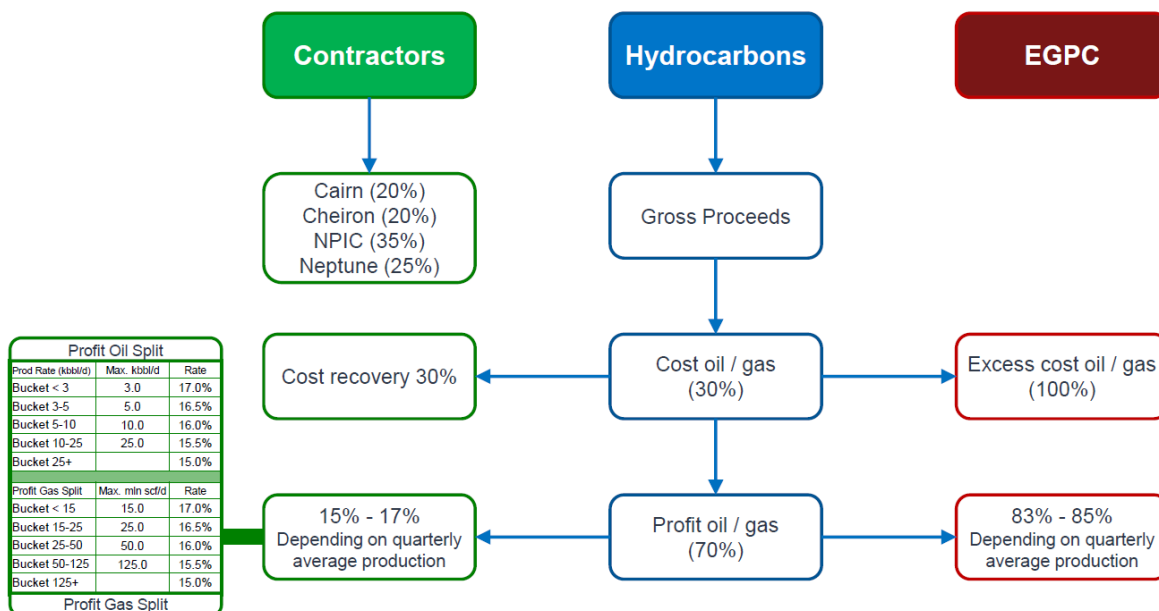 Contractors
Hydrocarbons
EGPC
Cairn (20%)
Cheiron (20%)
NPIC (35%)
Neptune (25%)
Gross Proceeds
Cost recovery 30%
Cost oil / gas
(30%)
Excess cost oil / gas
(100%)
Profit Oil Split
Prod Rate (kbbl/d) Max. kbbl/d Rate
Bucket < 3 3.0 17.0%
Bucket 3-5 5.0 16.5%
Bucket 5-10 10.0 16.0%
Bucket 10-25 25.0 15.5%
Bucket 25+ 15.0%
Profit Gas Split Max. mln scf/d Rate
Bucket < 15 15.0 17.0%
Bucket 15-25 25.0 16.5%
Bucket 25-50 50.0 16.0%
Bucket 50-125 125.0 15.5%
Bucket 125+ 15.0%
Profit Gas Split
15% - 17%
Depending on quarterly
average production
Profit oil / gas
(70%)
83% - 85%
Depending on quarterly
average production